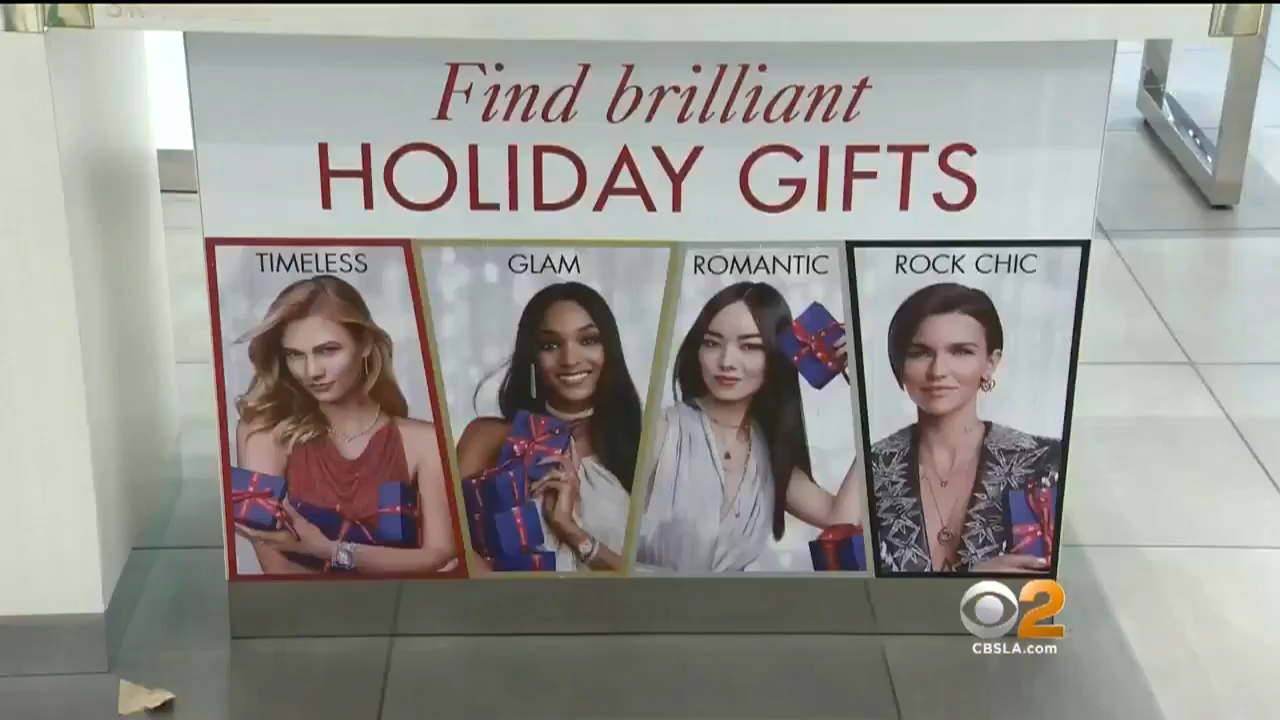 Find brilliant
HOLIDAY GIFTS
TIMELESS
GLAM
ROMANTIC
ROCK CHIC
2
CBSLA.com